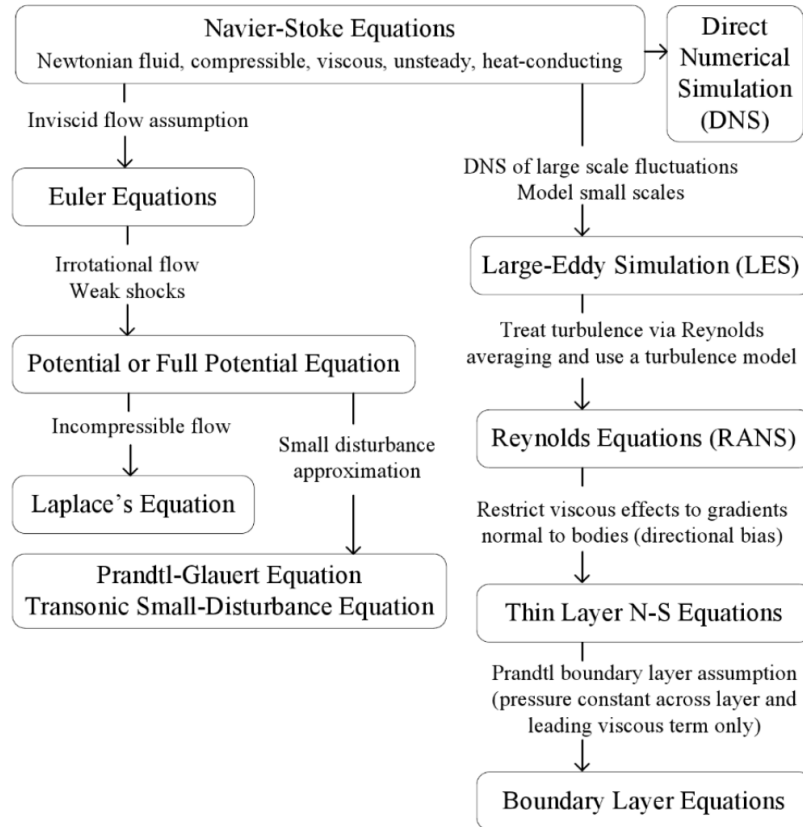 Navier-Stoke Equations
Newtonian fluid, compressible, viscous, unsteady, heat-conducting
Direct
Numerical
Simulation
(DNS)
Inviscid flow assumption
Euler Equations
Irrotational flow
Weak shocks
Potential or Full Potential Equation
Incompressible flow
Laplace's Equation
Small disturbance
approximation
Prandtl-Glauert Equation
Transonic Small-Disturbance Equation
DNS of large scale fluctuations
Model small scales
Large-Eddy Simulation (LES)
Treat turbulence via Reynolds
averaging and use a turbulence model
Reynolds Equations (RANS)
Restrict viscous effects to gradients
normal to bodies (directional bias)
Thin Layer N-S Equations
Prandtl boundary layer assumption
(pressure constant across layer and
leading viscous term only)
Boundary Layer Equations